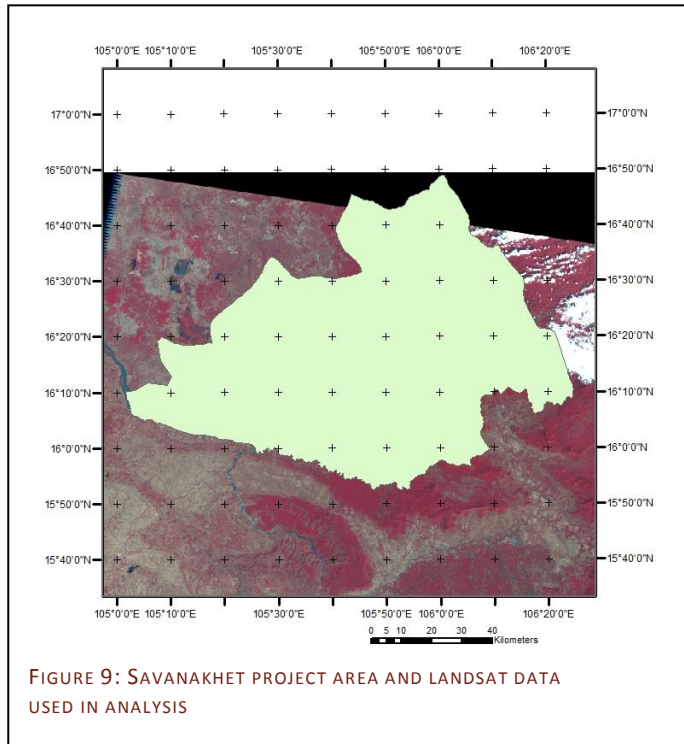 105°0'0"E 105°10'0"E 105°30'0"E 105°50'0"E 106°0'0"E 106°20'0"E
17°0'0"N 17°0'0"N
16°50'0"N 16°50'0"N
16°40'0"N 16°40'0"N
16°30'0"N 16°30'0"N
16°20'0"N 16°20'0"N
16°10'0"N 16°10'0"N
16°0'0"N 16°0'0"N
15°50'0"N 15°50'0"N
15°40'0"N 15°40'0"N
105°0'0"E 105°10'0"E 105°30'0"E 105°50'0"E 106°0'0"E 106°20'0"E
0 5 10 20 30 40
Kilometers
FIGURE 9: SAVANAKHET PROJECT AREA AND LANDSAT DATA
USED IN ANALYSIS